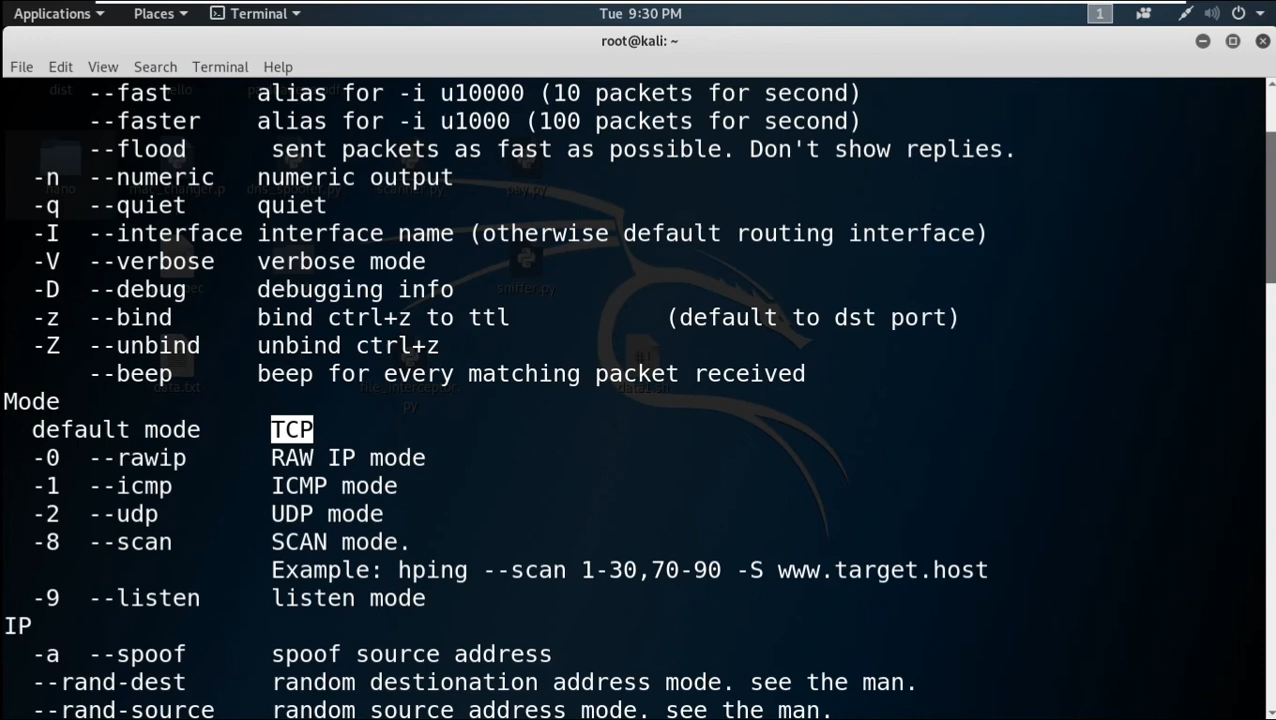 Applications Places Terminal Tue 9:30 PM 1
root@kali: ~
File Edit View Search Terminal Help
--fast alias for -i u10000 (10 packets for second)
--faster alias for -i u1000 (100 packets for second)
--flood sent packets as fast as possible. Don't show replies.
-n --numeric numeric output
-q --quiet quiet
-I --interface interface name (otherwise default routing interface)
-V --verbose verbose mode
-D --debug debugging info
-z --bind bind ctrl+z to ttl (default to dst port)
-Z --unbind unbind ctrl+z
--beep beep for every matching packet received
Mode
default mode TCP
-0 --rawip RAW IP mode
-1 --icmp ICMP mode
-2 --udp UDP mode
-8 --scan SCAN mode.
Example: hping --scan 1-30,70-90 -S www.target.host
-9 --listen listen mode
IP
-a --spoof spoof source address
--rand-dest random destionation address mode. see the man.
--rand-source random source address mode. see the man.